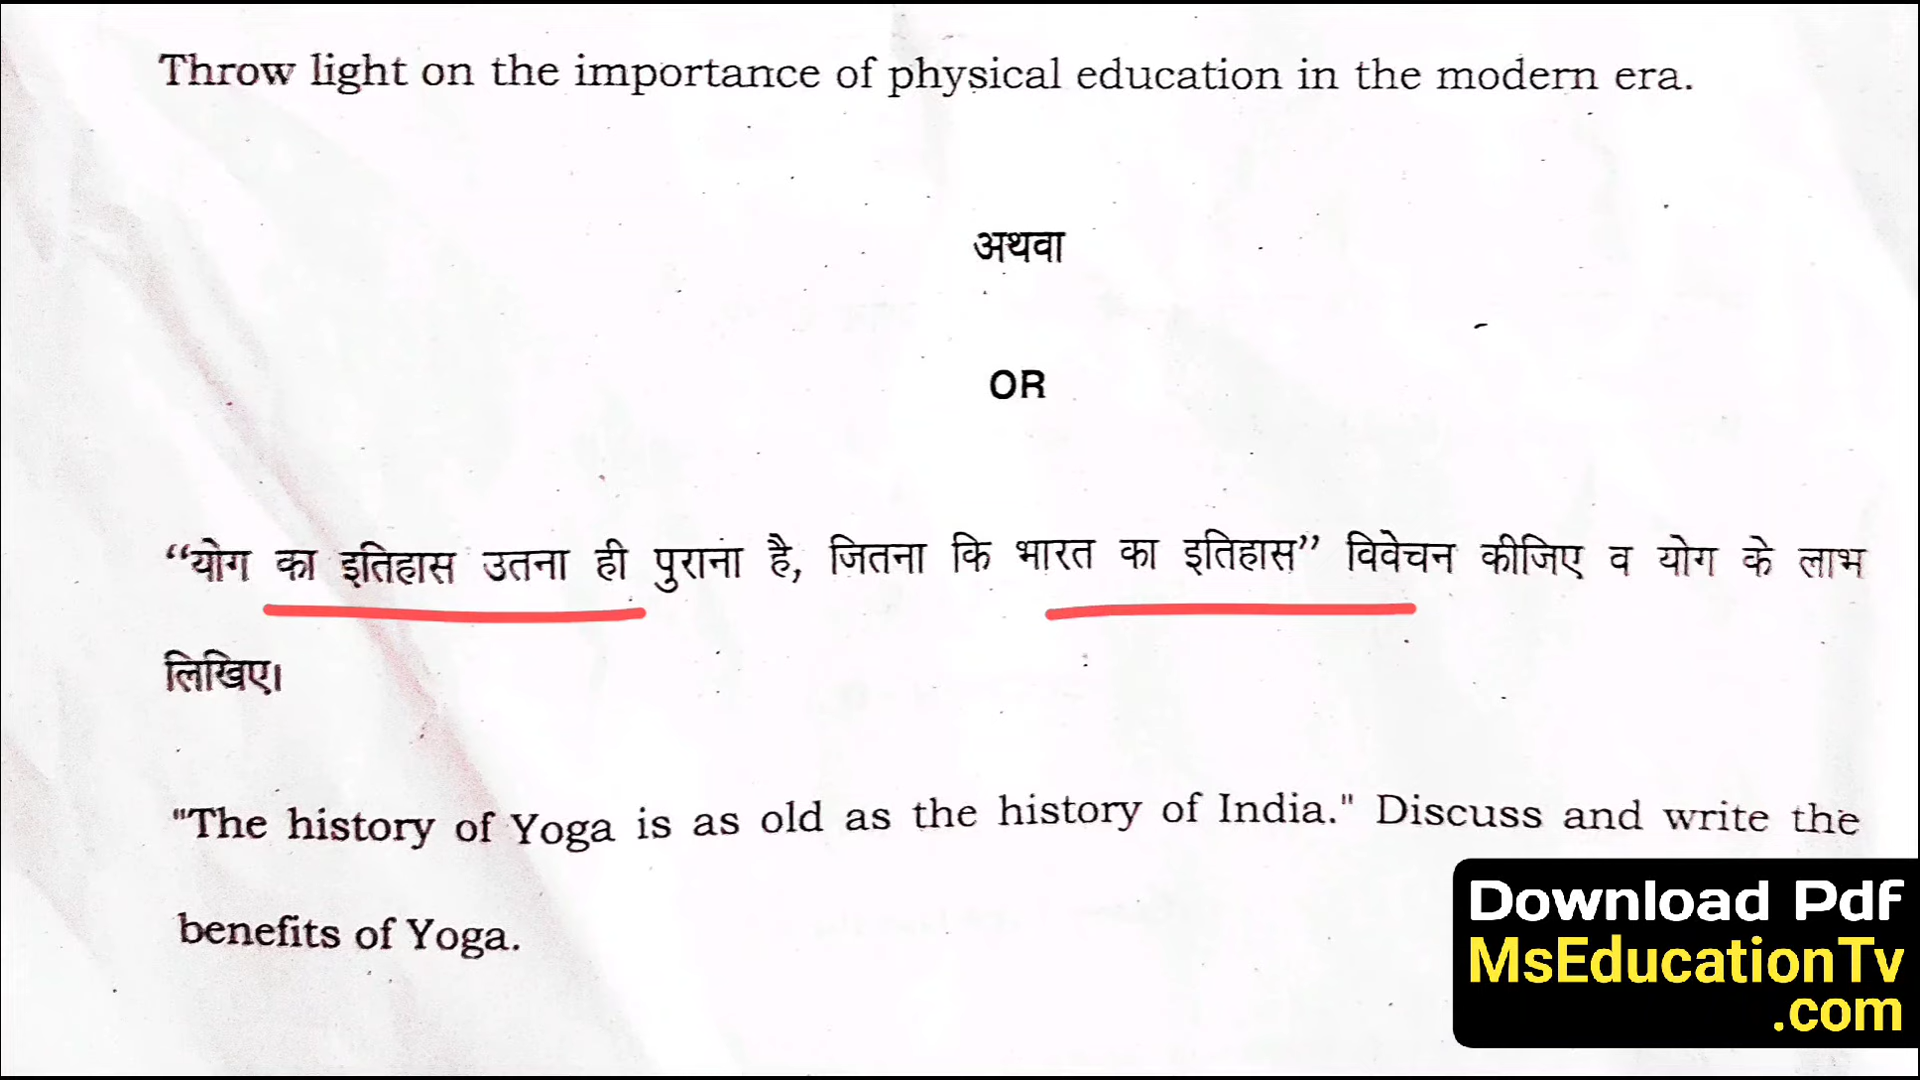 Throw light on the importance of physical education in the modern era.
अथवा
OR
“योग का इतिहास उतना ही पुराना है, जितना कि भारत का इतिहास” विवेचन कीजिए व योग के लाभ
लिखिए।
"The history of Yoga is as old as the history of India." Discuss and write the
benefits of Yoga.
Download Pdf
MsEducationTv
.com